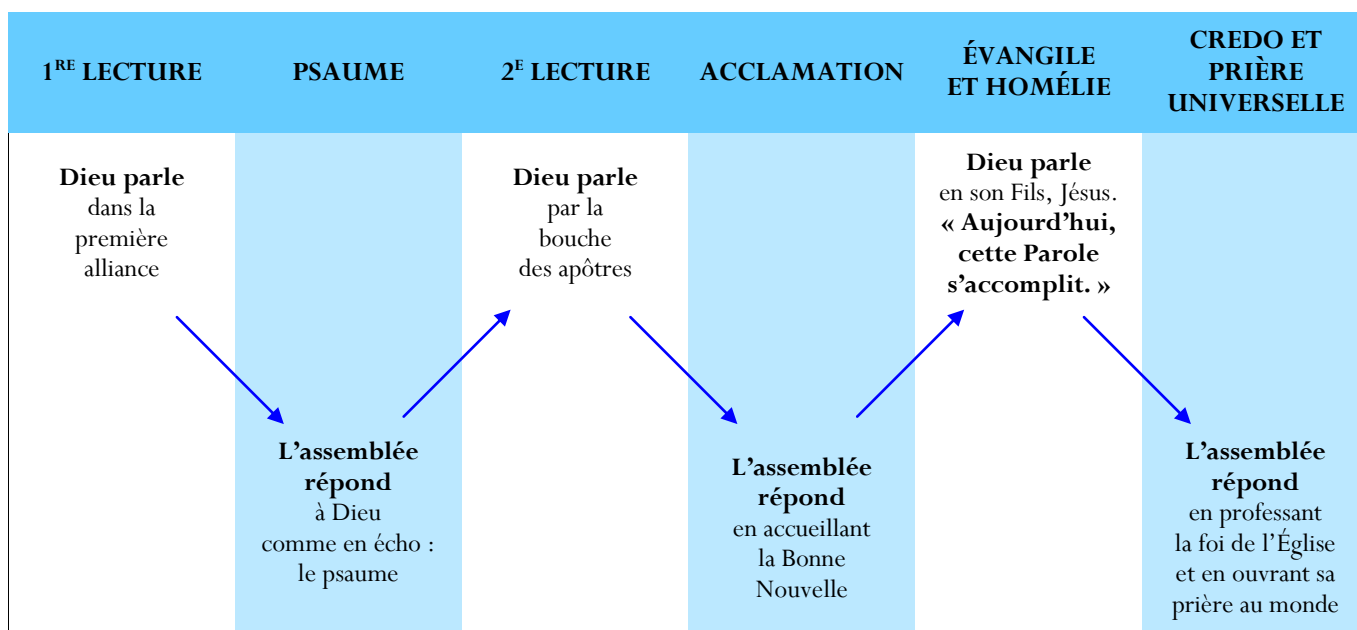 1RE LECTURE
PSAUME
2E LECTURE
ACCLAMATION
ÉVANGILE
ET HOMÉLIE
CREDO ET
PRIÈRE
UNIVERSELLE
Dieu parle
dans la
première
alliance
L’assemblée
répond
à Dieu
comme en écho :
le psaume
Dieu parle
par la
bouche
des apôtres
L’assemblée
répond
en accueillant
la Bonne
Nouvelle
Dieu parle
en son Fils, Jésus.
« Aujourd’hui,
cette Parole
s’accomplit. »
L’assemblée
répond
en professant
la foi de l’Église
et en ouvrant sa
prière au monde